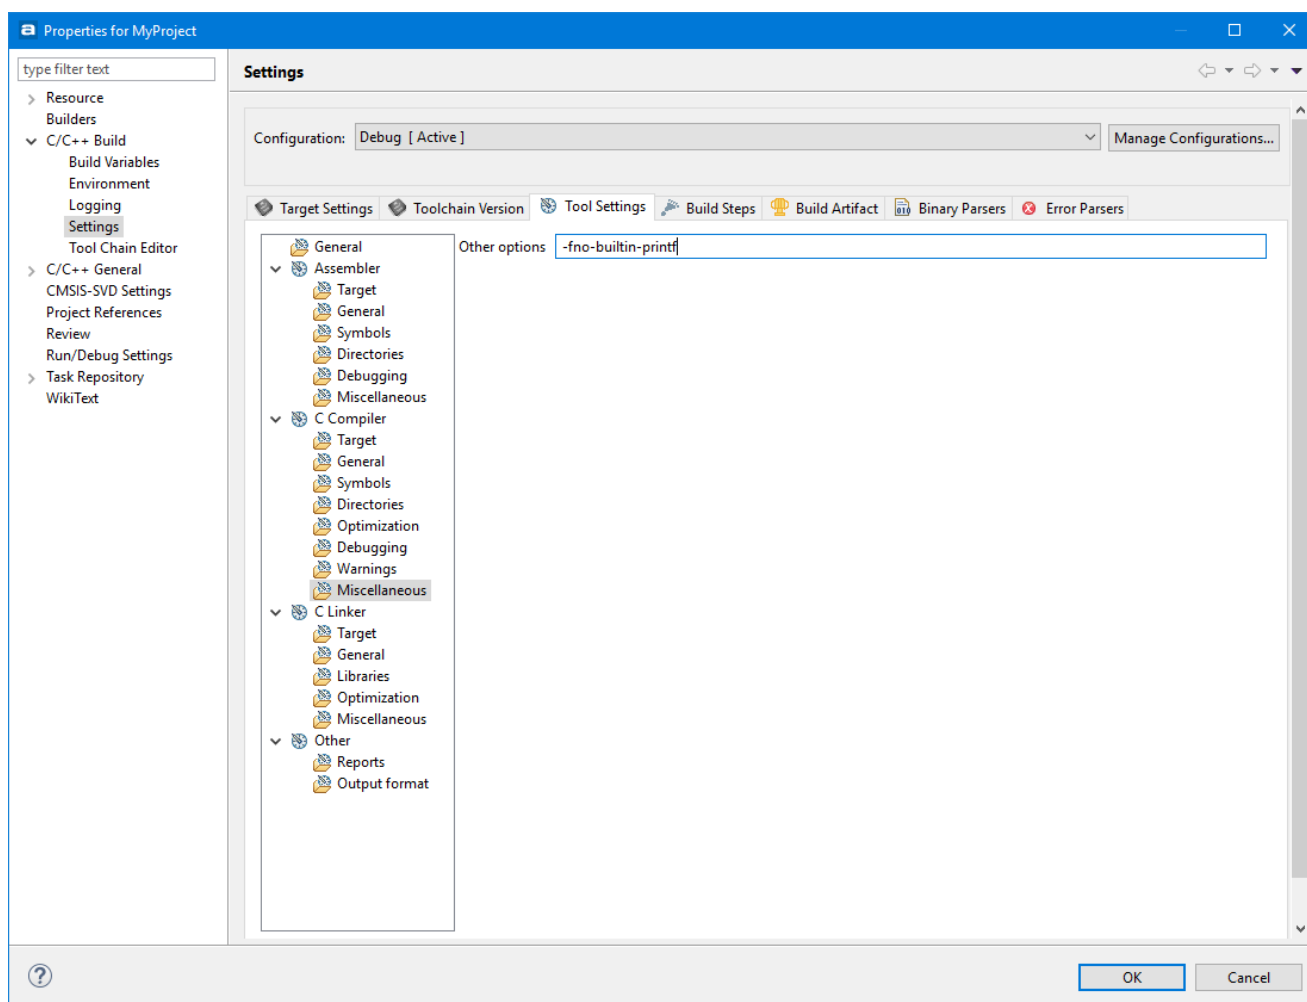 Properties for MyProject
type filter text
Resource
Builders
C/C++ Build
Build Variables
Environment
Logging
Settings
Tool Chain Editor
C/C++ General
CMSIS-SVD Settings
Project References
Review
Run/Debug Settings
Task Repository
WikiText
Settings
Configuration: Debug [ Active ] Manage Configurations...
Target Settings Toolchain Version Tool Settings Build Steps Build Artifact Binary Parsers Error Parsers
General
Assembler
Target
General
Symbols
Directories
Debugging
Miscellaneous
C Compiler
Target
General
Symbols
Directories
Optimization
Debugging
Warnings
Miscellaneous
C Linker
Target
General
Libraries
Optimization
Miscellaneous
Other
Reports
Output format
Other options -fno-builtin-printf
OK Cancel